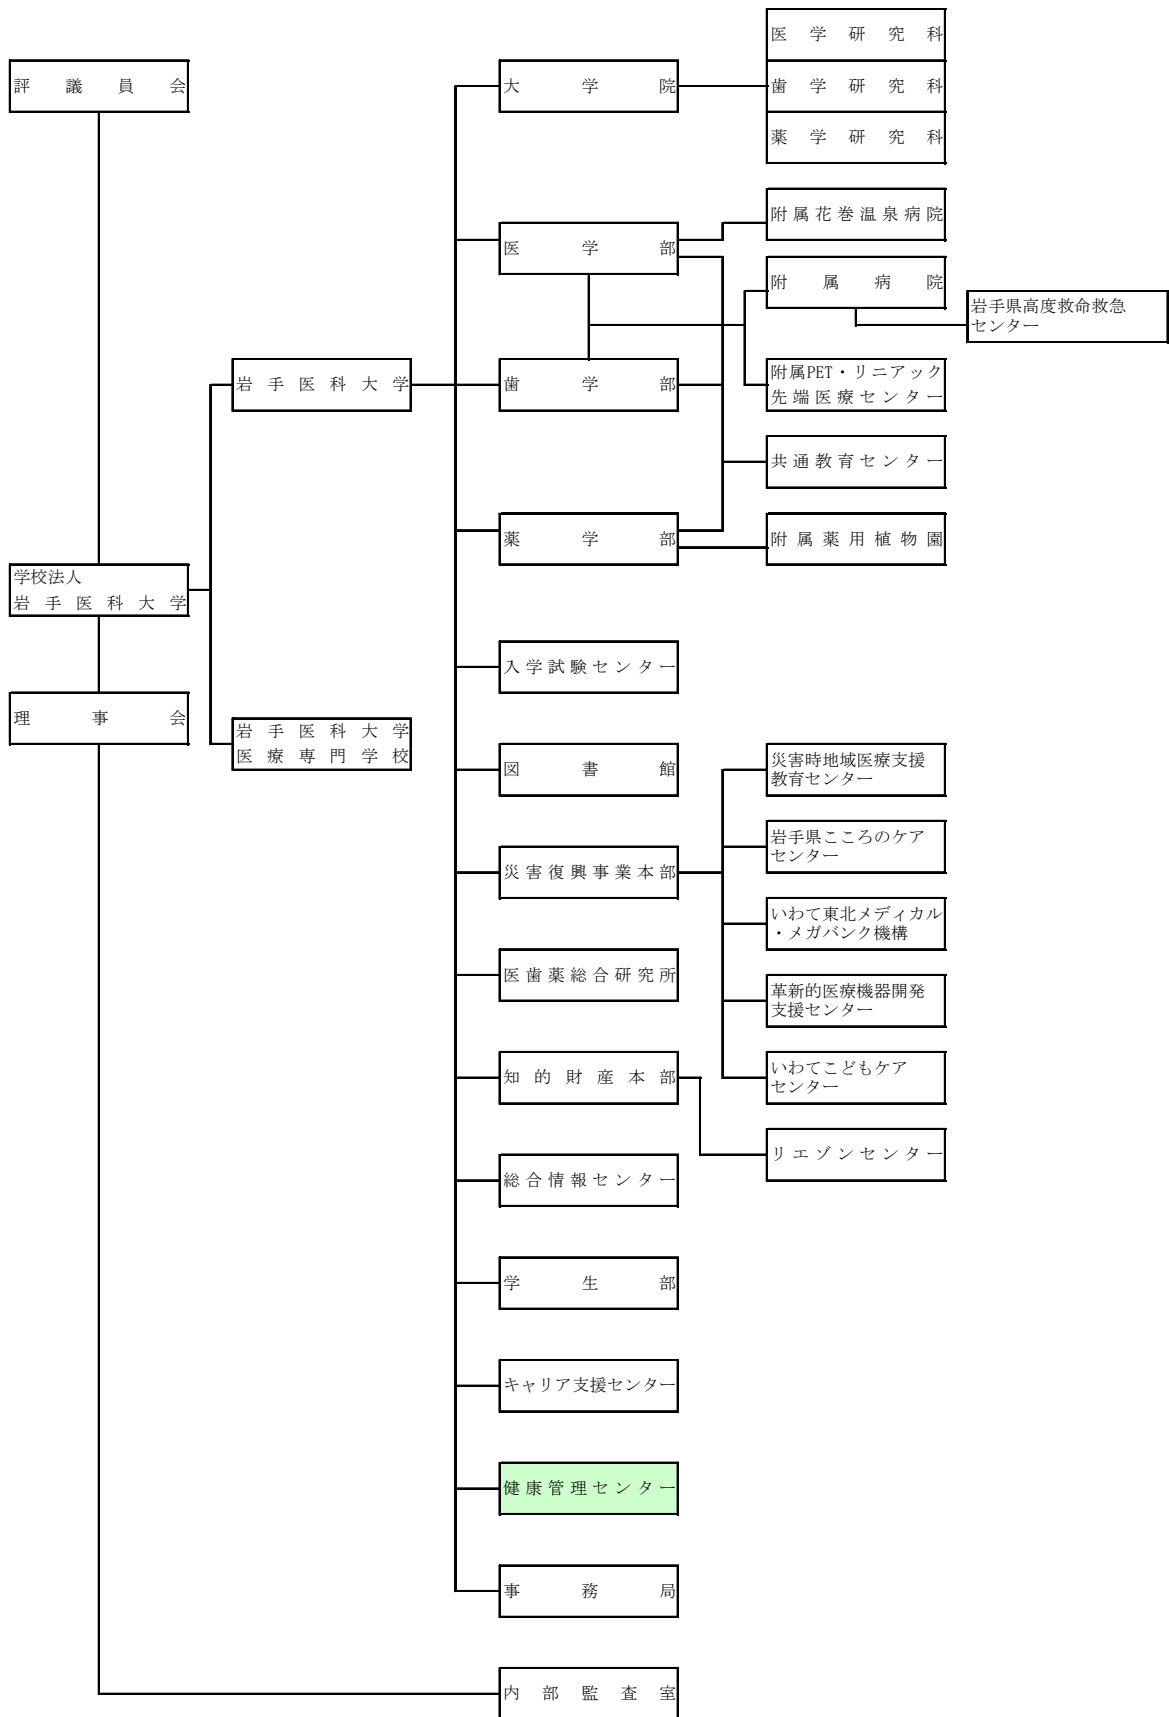 評議員会
学校法人
岩手医科大学
理事会
岩手医科大学
岩手医科大学
医療専門学校
大学院
医学部
歯学部
薬学部
入学試験センター
図書館
災害復興事業本部
医歯薬総合研究所
知的財産本部
総合情報センター
学生部
キャリア支援センター
健康管理センター
事務局
内部監査室
医学研究科
歯学研究科
薬学研究科
附属花巻温泉病院
附属病院
附属PET・リニアック
先端医療センター
共通教育センター
附属薬用植物園
災害時地域医療支援
教育センター
岩手県こころのケア
センター
いわて東北メディカル
・メガバンク機構
革新的医療機器開発
支援センター
いわてこどもケア
センター
リエゾンセンター
岩手県高度救命救急
センター